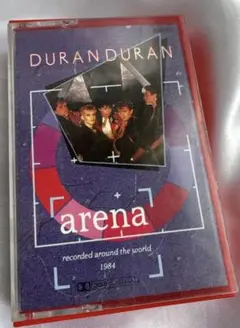 DURAN DURAN
arena
recorded around the world
1984